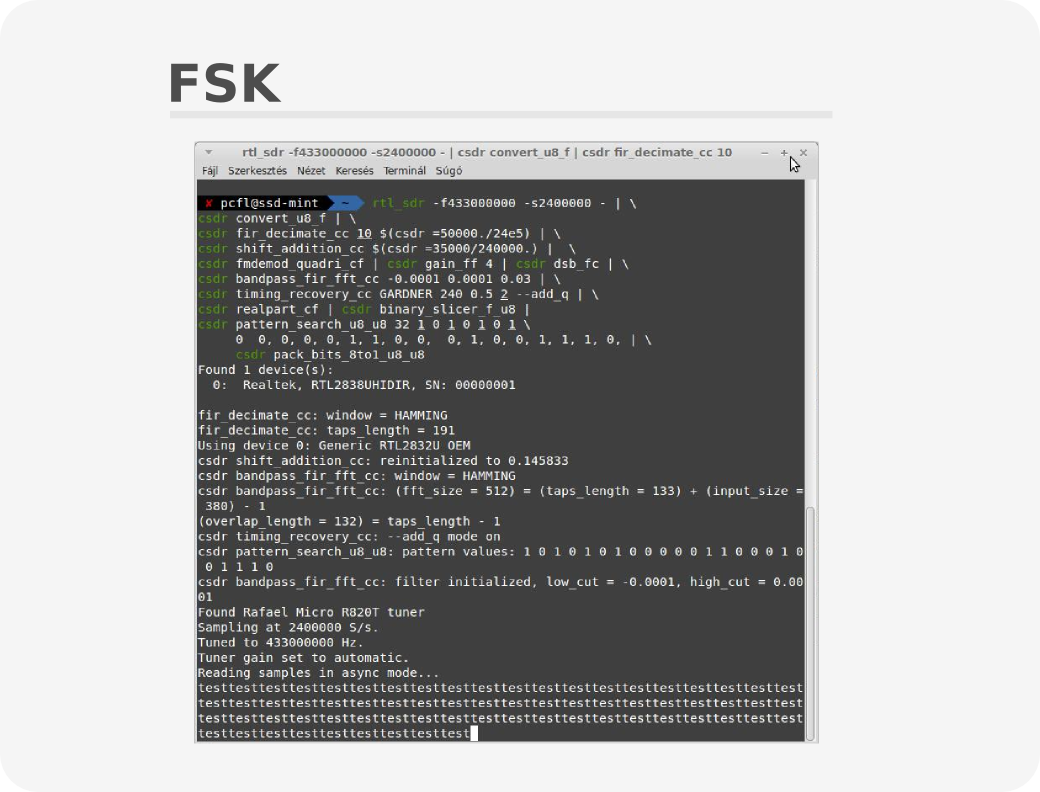 FSK
rtl_sdr -f433000000 -s2400000 - | csdr convert_u8_f | csdr fir_decimate_cc 10
Fájl Szerkesztés Nézet Keresés Terminál Súgó
✘ pcfl@ssd-mint ~ rtl_sdr -f433000000 -s2400000 - | \
csdr convert_u8_f | \
csdr fir_decimate_cc 10 $(csdr =50000./24e5) | \
csdr shift_addition_cc $(csdr =35000/240000.) |  \
csdr fmdemod_quadri_cf | csdr gain_ff 4 | csdr dsb_fc | \
csdr bandpass_fir_fft_cc -0.0001 0.0001 0.03 | \
csdr timing_recovery_cc GARDNER 240 0.5 2 --add_q | \
csdr realpart_cf | csdr binary_slicer_f_u8 |
csdr pattern_search_u8_u8 32 1 0 1 0 1 0 1 \
0  0, 0, 0, 0, 1, 1, 0, 0,  0, 1, 0, 0, 1, 1, 1, 0, | \
csdr pack_bits_8to1_u8_u8
Found 1 device(s):
0:  Realtek, RTL2838UHIDIR, SN: 00000001
fir_decimate_cc: window = HAMMING
fir_decimate_cc: taps_length = 191
Using device 0: Generic RTL2832U OEM
csdr shift_addition_cc: reinitialized to 0.145833
csdr bandpass_fir_fft_cc: window = HAMMING
csdr bandpass_fir_fft_cc: (fft_size = 512) = (taps_length = 133) + (input_size =
380) - 1
(overlap_length = 132) = taps_length - 1
csdr timing_recovery_cc: --add_q mode on
csdr pattern_search_u8_u8: pattern values: 1 0 1 0 1 0 1 0 0 0 0 0 1 1 0 0 0 1 0
0 1 1 1 0
csdr bandpass_fir_fft_cc: filter initialized, low_cut = -0.0001, high_cut = 0.00
01
Found Rafael Micro R820T tuner
Sampling at 2400000 S/s.
Tuned to 433000000 Hz.
Tuner gain set to automatic.
Reading samples in async mode...
testtesttesttesttesttesttesttesttesttesttesttesttesttesttesttesttesttesttesttest
testtesttesttesttesttesttesttesttesttesttesttesttesttesttesttesttesttesttesttest
testtesttesttesttesttesttesttesttesttesttesttesttesttesttesttesttesttesttesttest
testtesttesttesttesttesttesttesttest